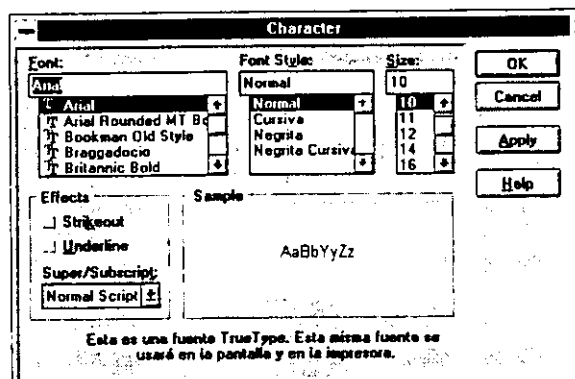 Character
Font:
Arial
Arial
Arial Rounded MT Bo
Bookman Old Style
Braggadocio
Britannic Bold
Font Style:
Normal
Normal
Cursiva
Negrita
Negrita Cursiva
Size:
10
10
11
12
14
16
OK
Cancel
Apply
Help
Effects
Strikeout
Underline
Super/Subscript:
Normal Script
Sample
AaBbYyZz
Esta es una fuente TrueType. Esta misma fuente se
usará en la pantalla y en la impresora.